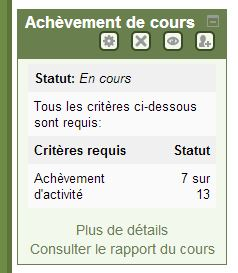 Achèvement de cours
Statut: En cours
Tous les critères ci-dessous
sont requis:
Critères requis Statut
Achèvement 7 sur
d'activité 13
Plus de détails
Consulter le rapport du cours